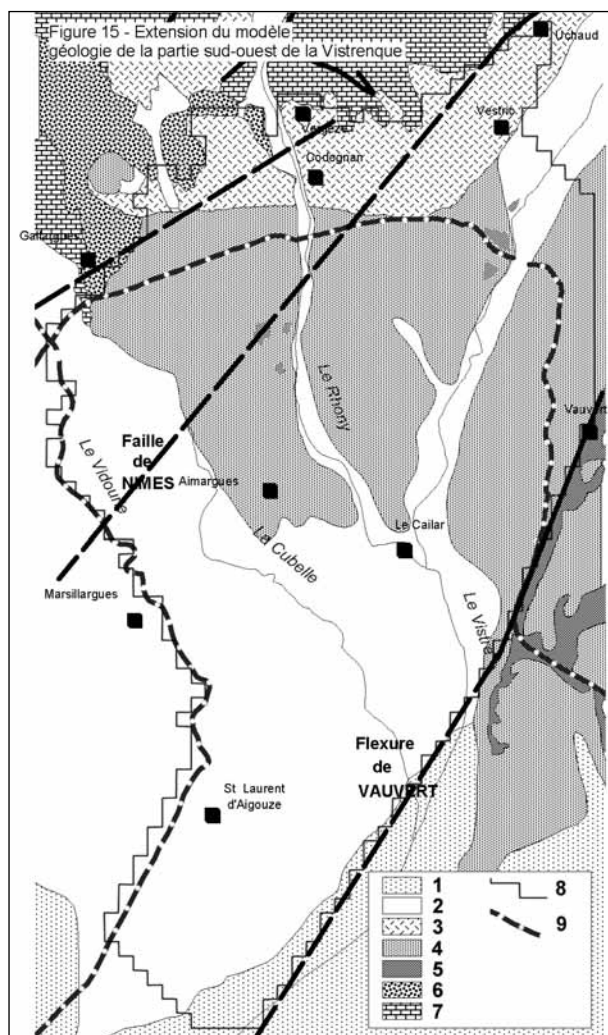 Figure 15 - Extension du modèle
géologie de la partie sud-ouest de la Vistrenque
Uchaud
Vergèze
Vestric
Codognan
Gallargues
Le Rhony
Vauvert
Faille de
NIMES
Le Vidourle
Aimargues
Le Cailar
La Cubelle
Marsillargues
Le Vistre
Flexure
de
VAUVERT
St Laurent
d'Aigouze
1
2
3
4
5
6
7
8
9